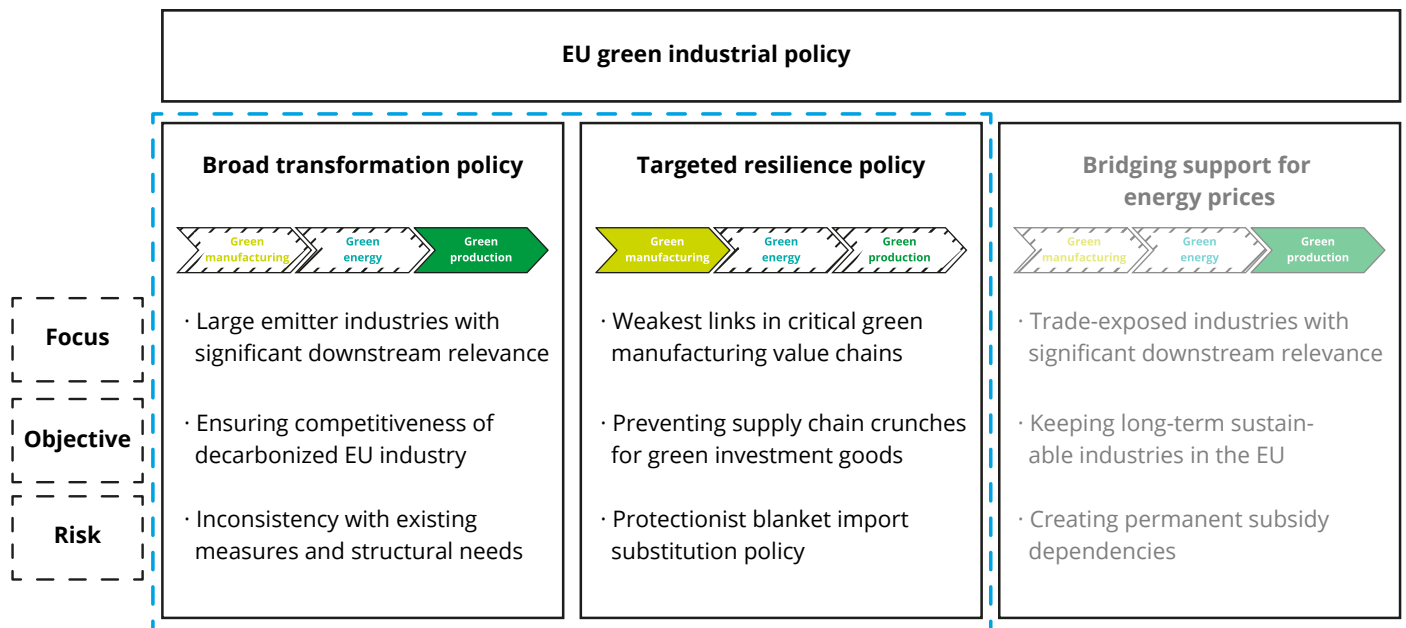 EU green industrial policy
Broad transformation policy
Green
manufacturing
Green
energy
Green
production
Targeted resilience policy
Green
manufacturing
Green
energy
Green
production
Bridging support for
energy prices
Green
manufacturing
Green
energy
Green
production
Focus
· Large emitter industries with
significant downstream relevance
· Weakest links in critical green
manufacturing value chains
· Trade-exposed industries with
significant downstream relevance
Objective
· Ensuring competitiveness of
decarbonized EU industry
· Preventing supply chain crunches
for green investment goods
· Keeping long-term sustain-
able industries in the EU
Risk
· Inconsistency with existing
measures and structural needs
· Protectionist blanket import
substitution policy
· Creating permanent subsidy
dependencies